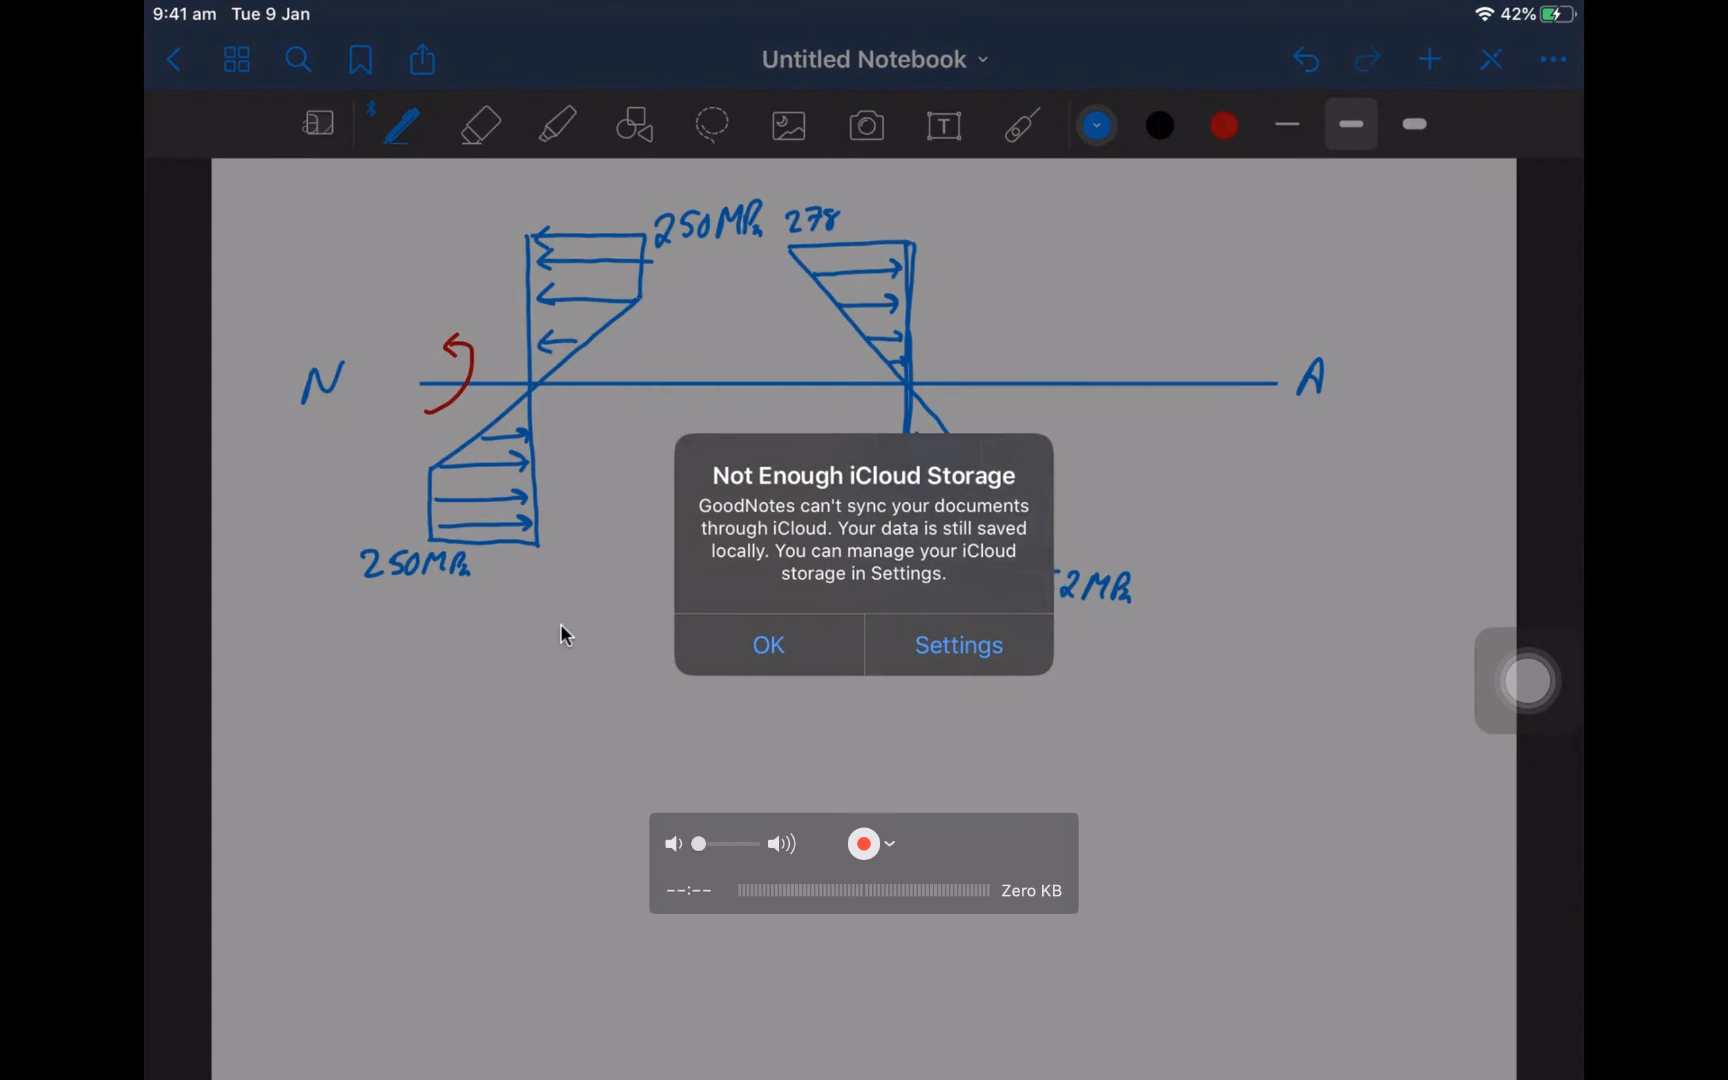 9:41 am Tue 9 Jan
42%
Untitled Notebook
T
250MPa 278
N
A
Not Enough iCloud Storage
GoodNotes can't sync your documents
through iCloud. Your data is still saved
locally. You can manage your iCloud
storage in Settings.
250MPa
2MPa
OK Settings
--:-- Zero KB